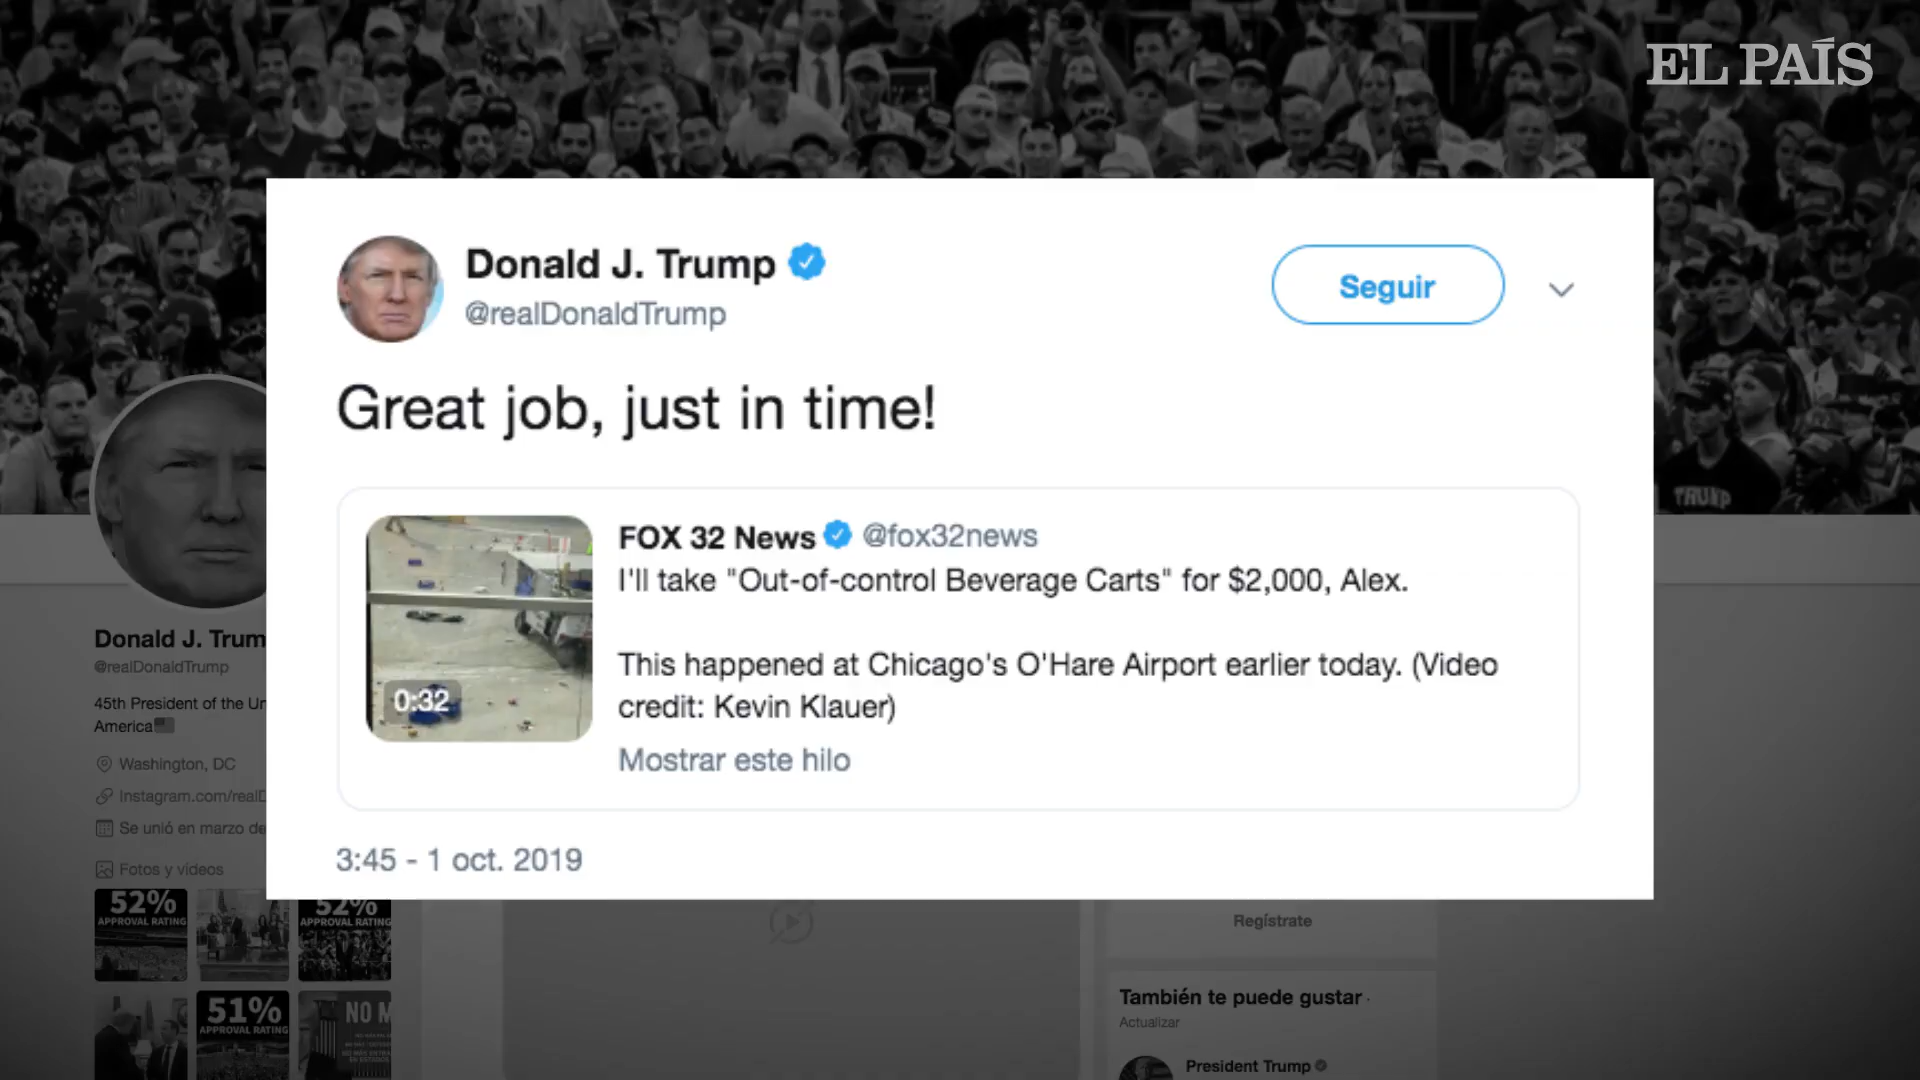 EL PAÍS
Donald J. Trump
@realDonaldTrump
Seguir
Great job, just in time!
FOX 32 News @fox32news
I'll take "Out-of-control Beverage Carts" for $2,000, Alex.
This happened at Chicago's O'Hare Airport earlier today. (Video
credit: Kevin Klauer)
Mostrar este hilo
0:32
3:45 - 1 oct. 2019
TRUMP
Donald J. Trum
@realDonaldTrump
45th President of the Un
America
Washington, DC
Instagram.com/realD
Se unió en marzo de
Fotos y vídeos
52%
APPROVAL RATING
52%
APPROVAL RATING
51%
APPROVAL RATING
NO M
Regístrate
También te puede gustar ·
Actualizar
President Trump